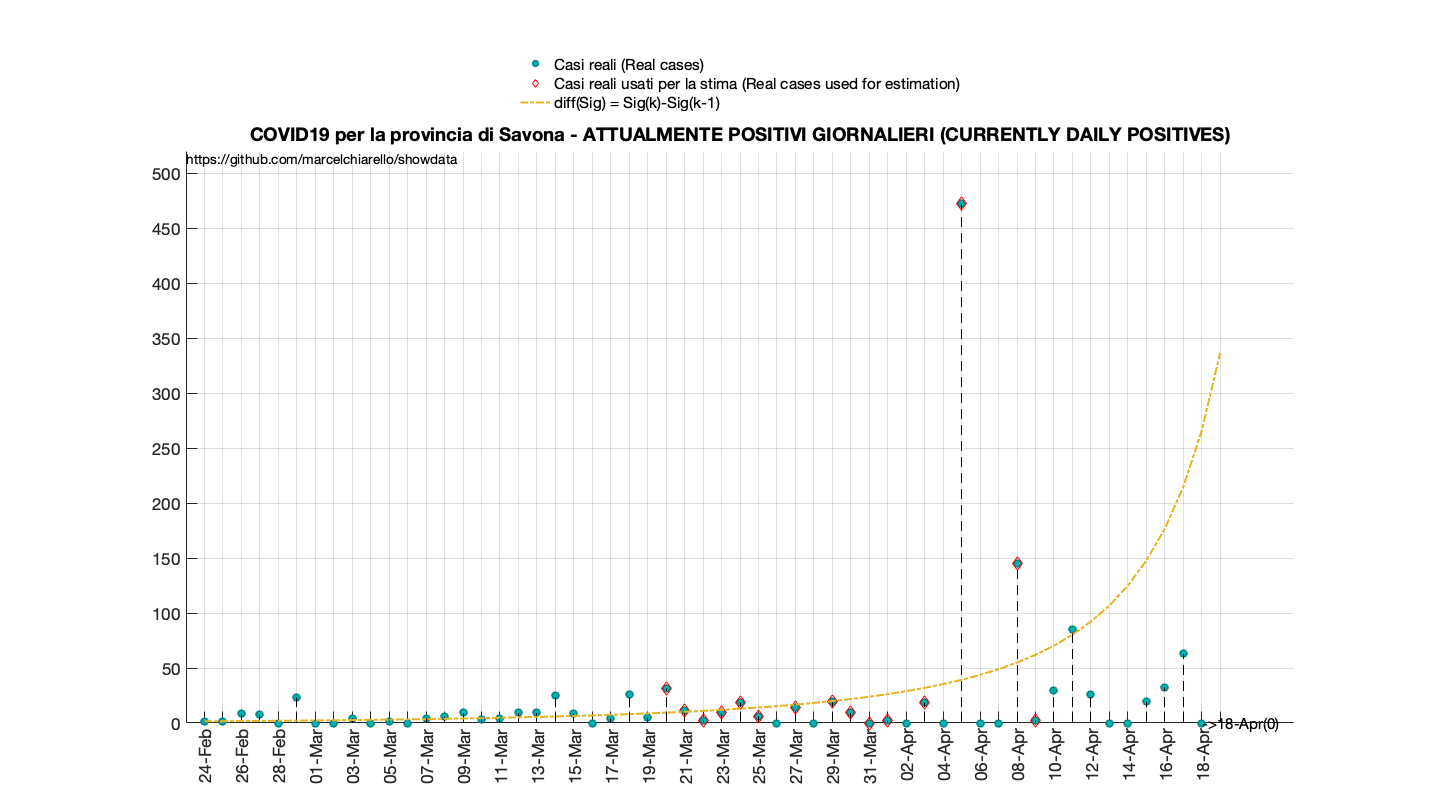 Casi reali (Real cases)
Casi reali usati per la stima (Real cases used for estimation)
diff(Sig) = Sig(k)-Sig(k-1)
COVID19 per la provincia di Savona - ATTUALMENTE POSITIVI GIORNALIERI (CURRENTLY DAILY POSITIVES)
https://github.com/marcelchiarello/showdata
500
450
400
350
300
250
200
150
100
50
0
->18-Apr(0)
24-Feb
26-Feb
28-Feb
01-Mar
03-Mar
05-Mar
07-Mar
09-Mar
11-Mar
13-Mar
15-Mar
17-Mar
19-Mar
21-Mar
23-Mar
25-Mar
27-Mar
29-Mar
31-Mar
02-Apr
04-Apr
06-Apr
08-Apr
10-Apr
12-Apr
14-Apr
16-Apr
18-Apr